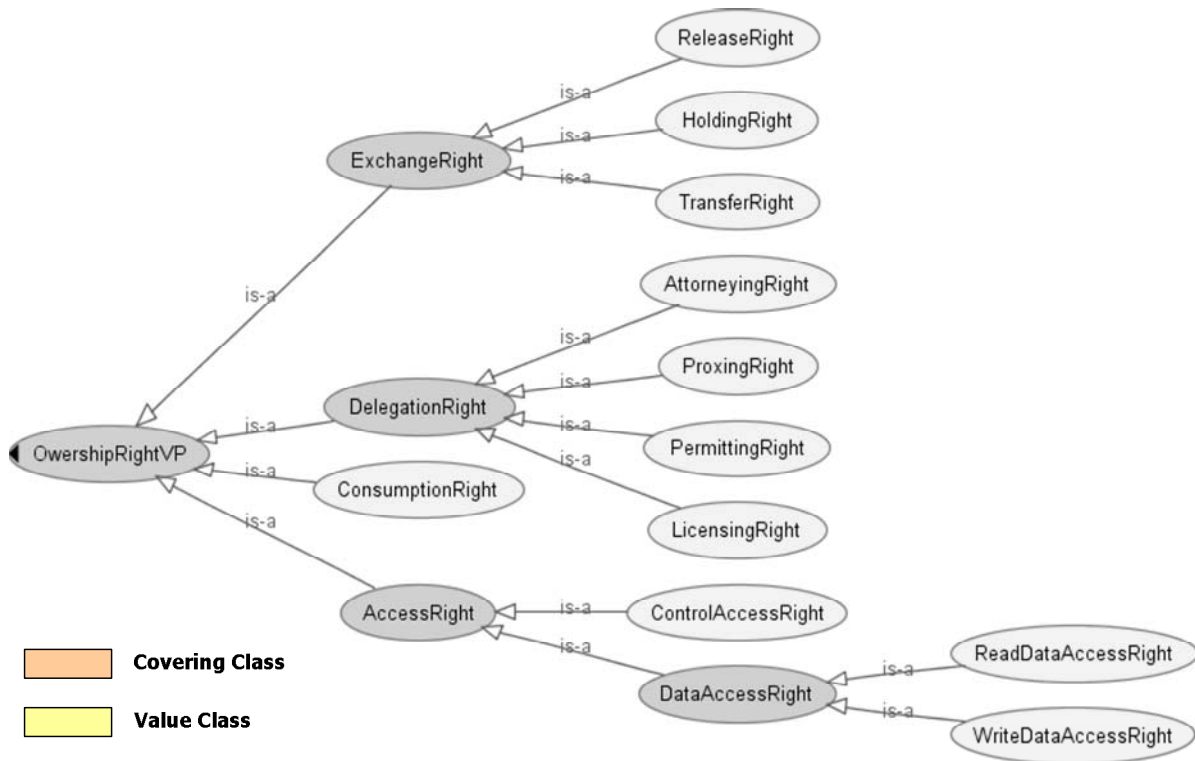 ReleaseRight
is-a
HoldingRight
is-a
ExchangeRight
is-a
TransferRight
AttorneyingRight
is-a
is-a
ProxingRight
is-a
DelegationRight
is-a
is-a
PermittingRight
OwershipRightVP
is-a
is-a
ConsumptionRight
is-a
LicensingRight
AccessRight
is-a
ControlAccessRight
is-a
Covering Class
ReadDataAccessRight
is-a
DataAccessRight
is-a
Value Class
WriteDataAccessRight